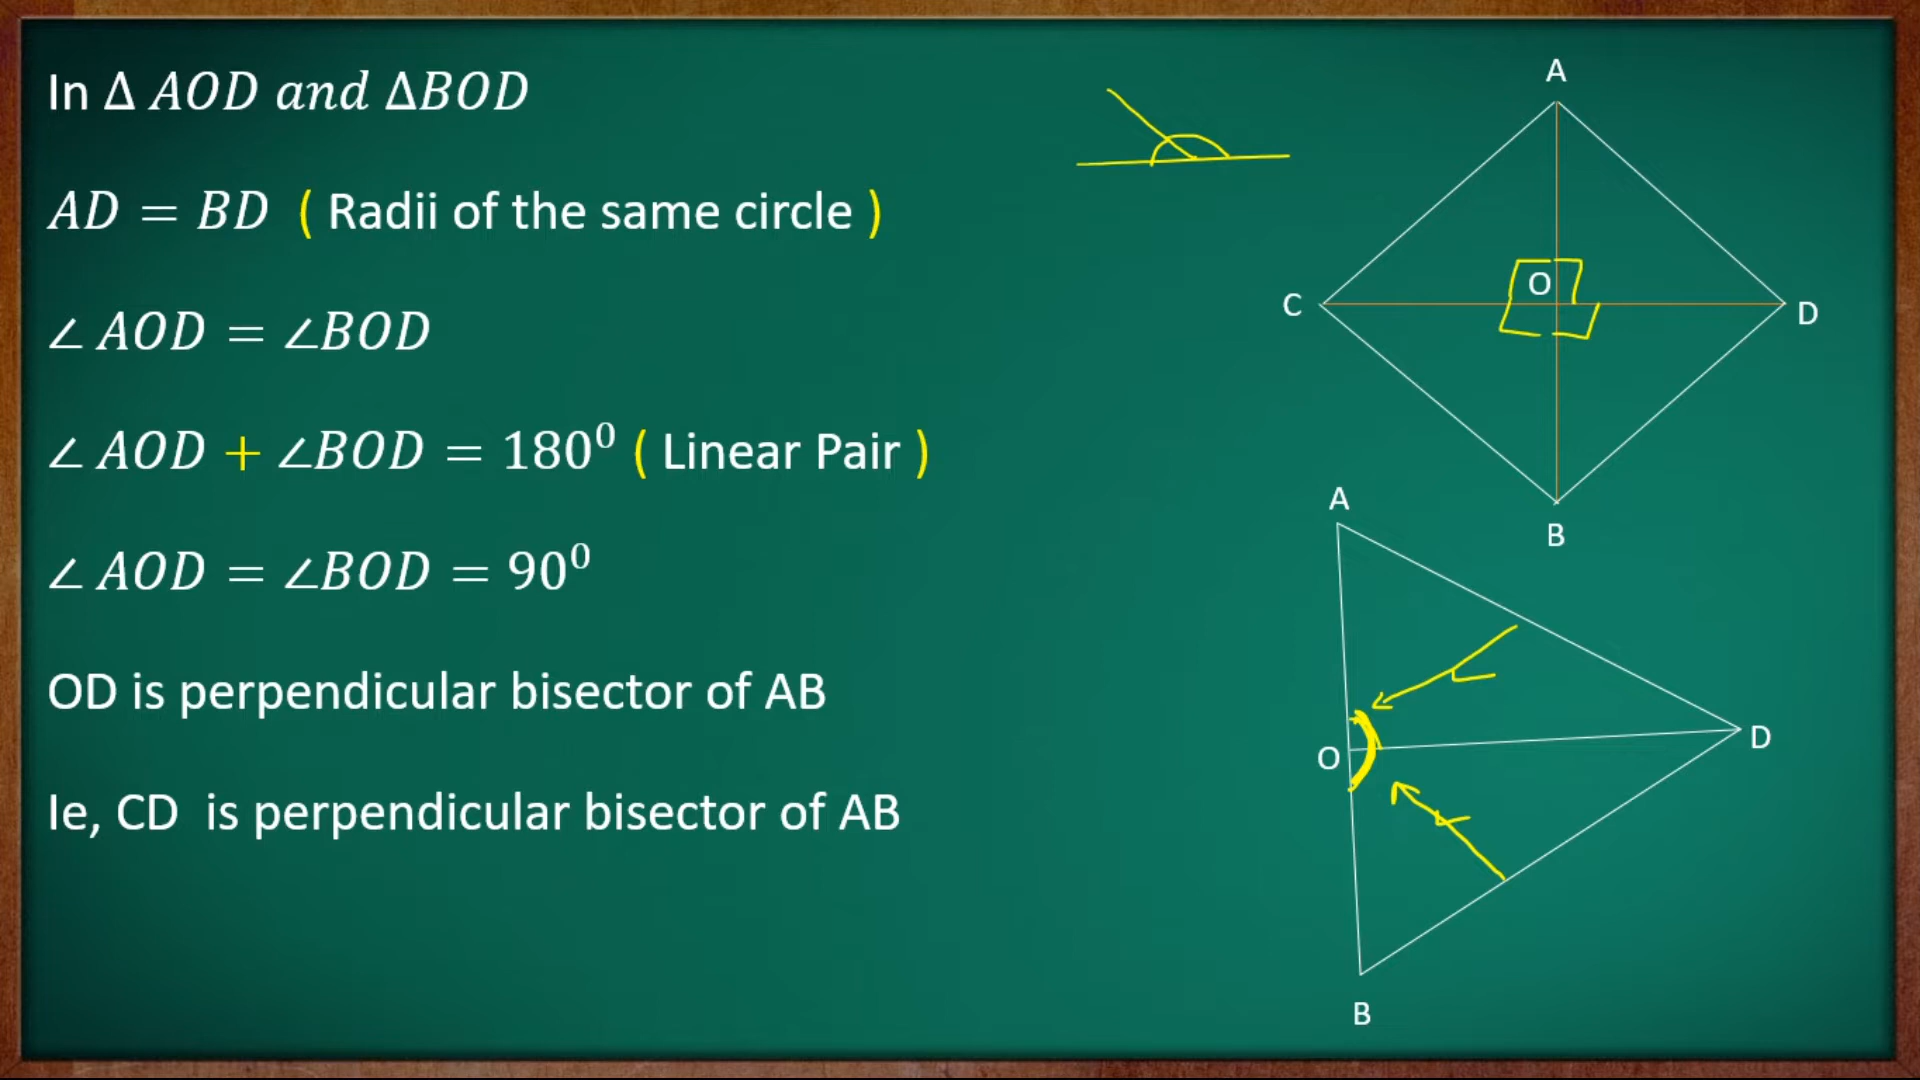 In Δ AOD and ΔBOD
AD = BD ( Radii of the same circle )
∠ AOD = ∠BOD
∠ AOD + ∠BOD = 180⁰ ( Linear Pair )
∠ AOD = ∠BOD = 90⁰
OD is perpendicular bisector of AB
Ie, CD is perpendicular bisector of AB
A
O
C
D
B
A
O
D
B